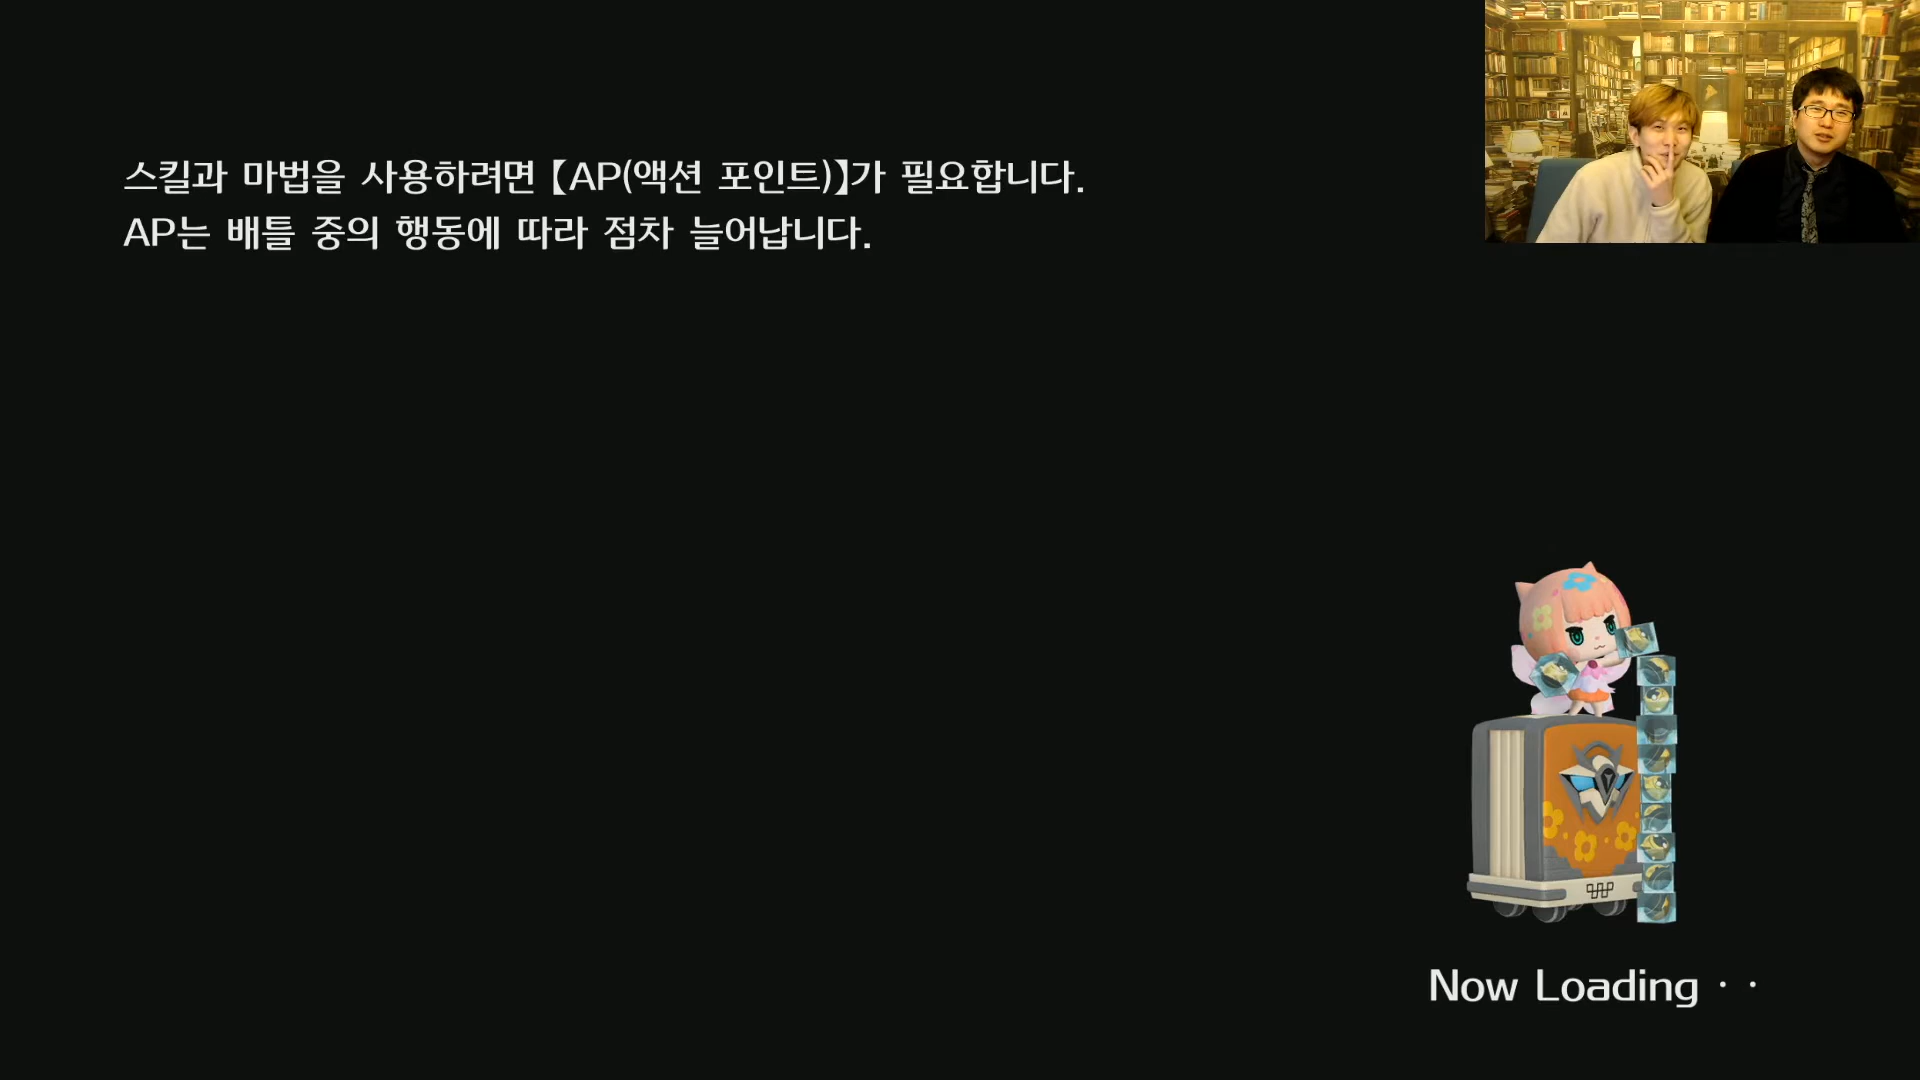 스킬과 마법을 사용하려면【AP(액션 포인트)】가 필요합니다.
AP는 배틀 중의 행동에 따라 점차 늘어납니다.
Now Loading · ·